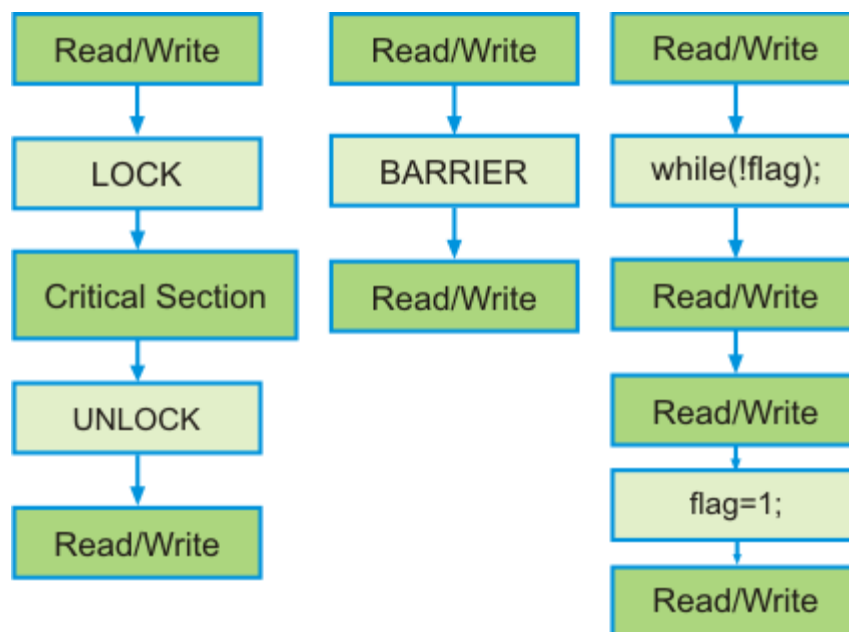 Read/Write
LOCK
Critical Section
UNLOCK
Read/Write
Read/Write
BARRIER
Read/Write
Read/Write
while(!flag);
Read/Write
Read/Write
flag=1;
Read/Write